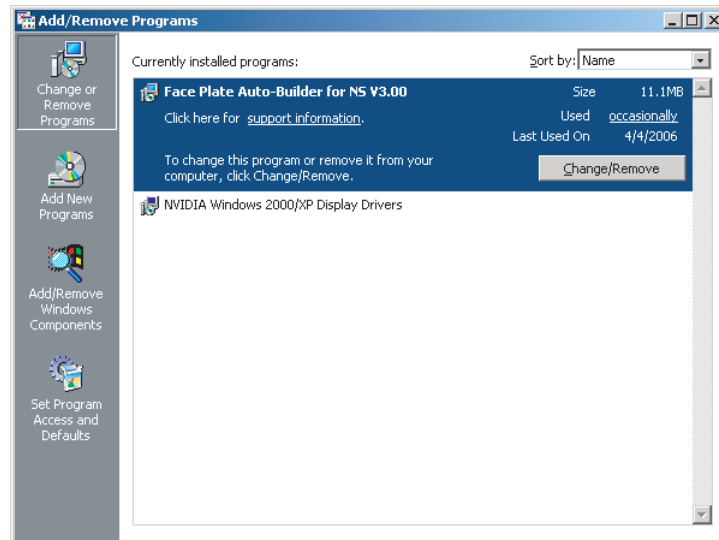 Add/Remove Programs
Change or
Remove
Programs
Add New
Programs
Add/Remove
Windows
Components
Set Program
Access and
Defaults
Currently installed programs:
Sort by: Name
Face Plate Auto-Builder for NS V3.00
Size 11.1MB
Click here for support information.
Used occasionally
Last Used On 4/4/2006
To change this program or remove it from your
computer, click Change/Remove.
Change/Remove
NVIDIA Windows 2000/XP Display Drivers